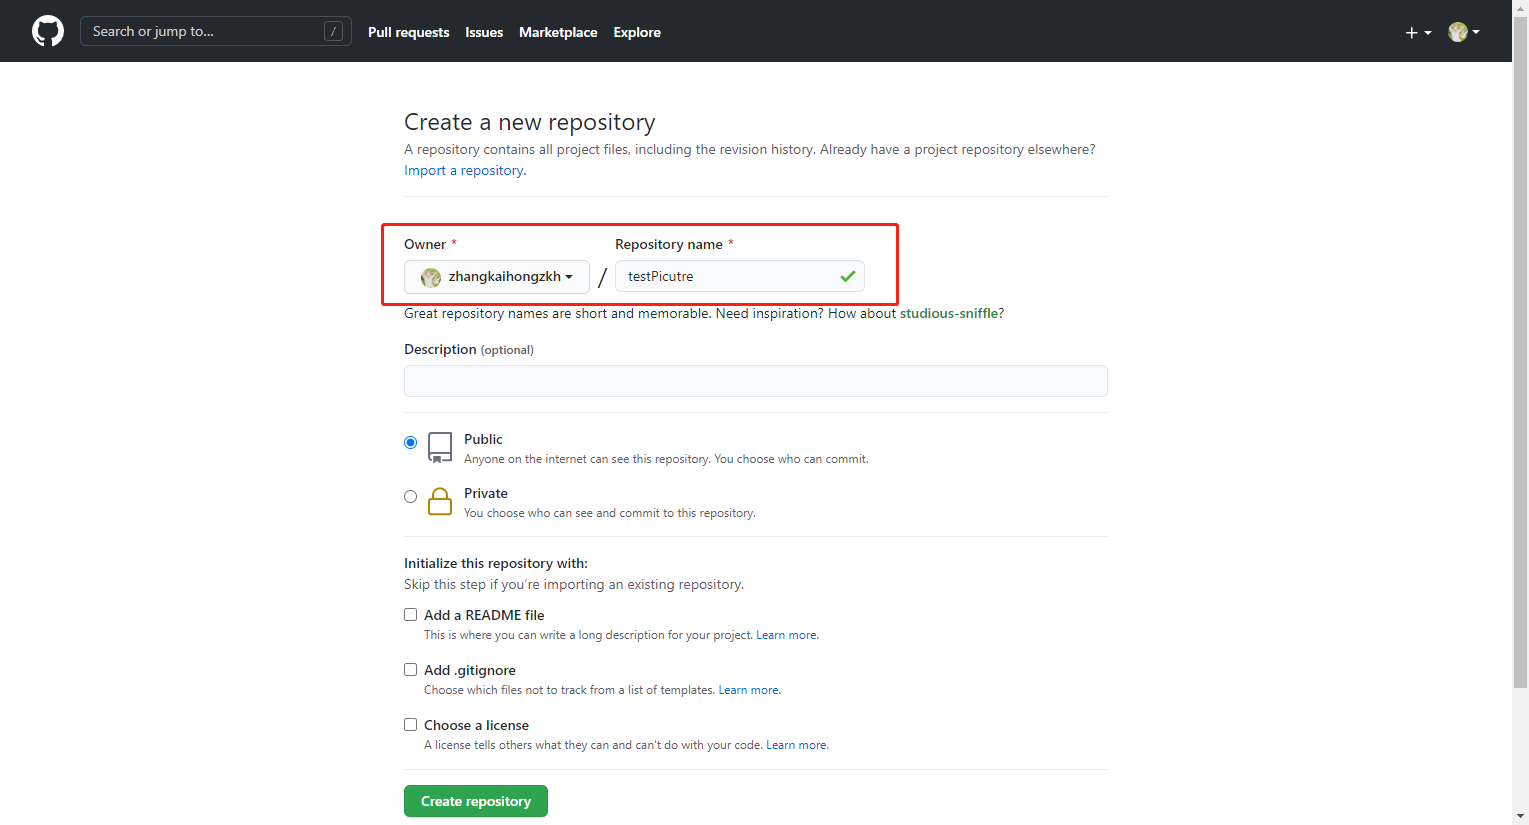 Search or jump to... /
Pull requests Issues Marketplace Explore
Create a new repository
A repository contains all project files, including the revision history. Already have a project repository elsewhere?
Import a repository.
Owner * Repository name *
zhangkaihongzkh / testPicutre
Great repository names are short and memorable. Need inspiration? How about studious-sniffle?
Description (optional)
Public
Anyone on the internet can see this repository. You choose who can commit.
Private
You choose who can see and commit to this repository.
Initialize this repository with:
Skip this step if you’re importing an existing repository.
Add a README file
This is where you can write a long description for your project. Learn more.
Add .gitignore
Choose which files not to track from a list of templates. Learn more.
Choose a license
A license tells others what they can and can't do with your code. Learn more.
Create repository